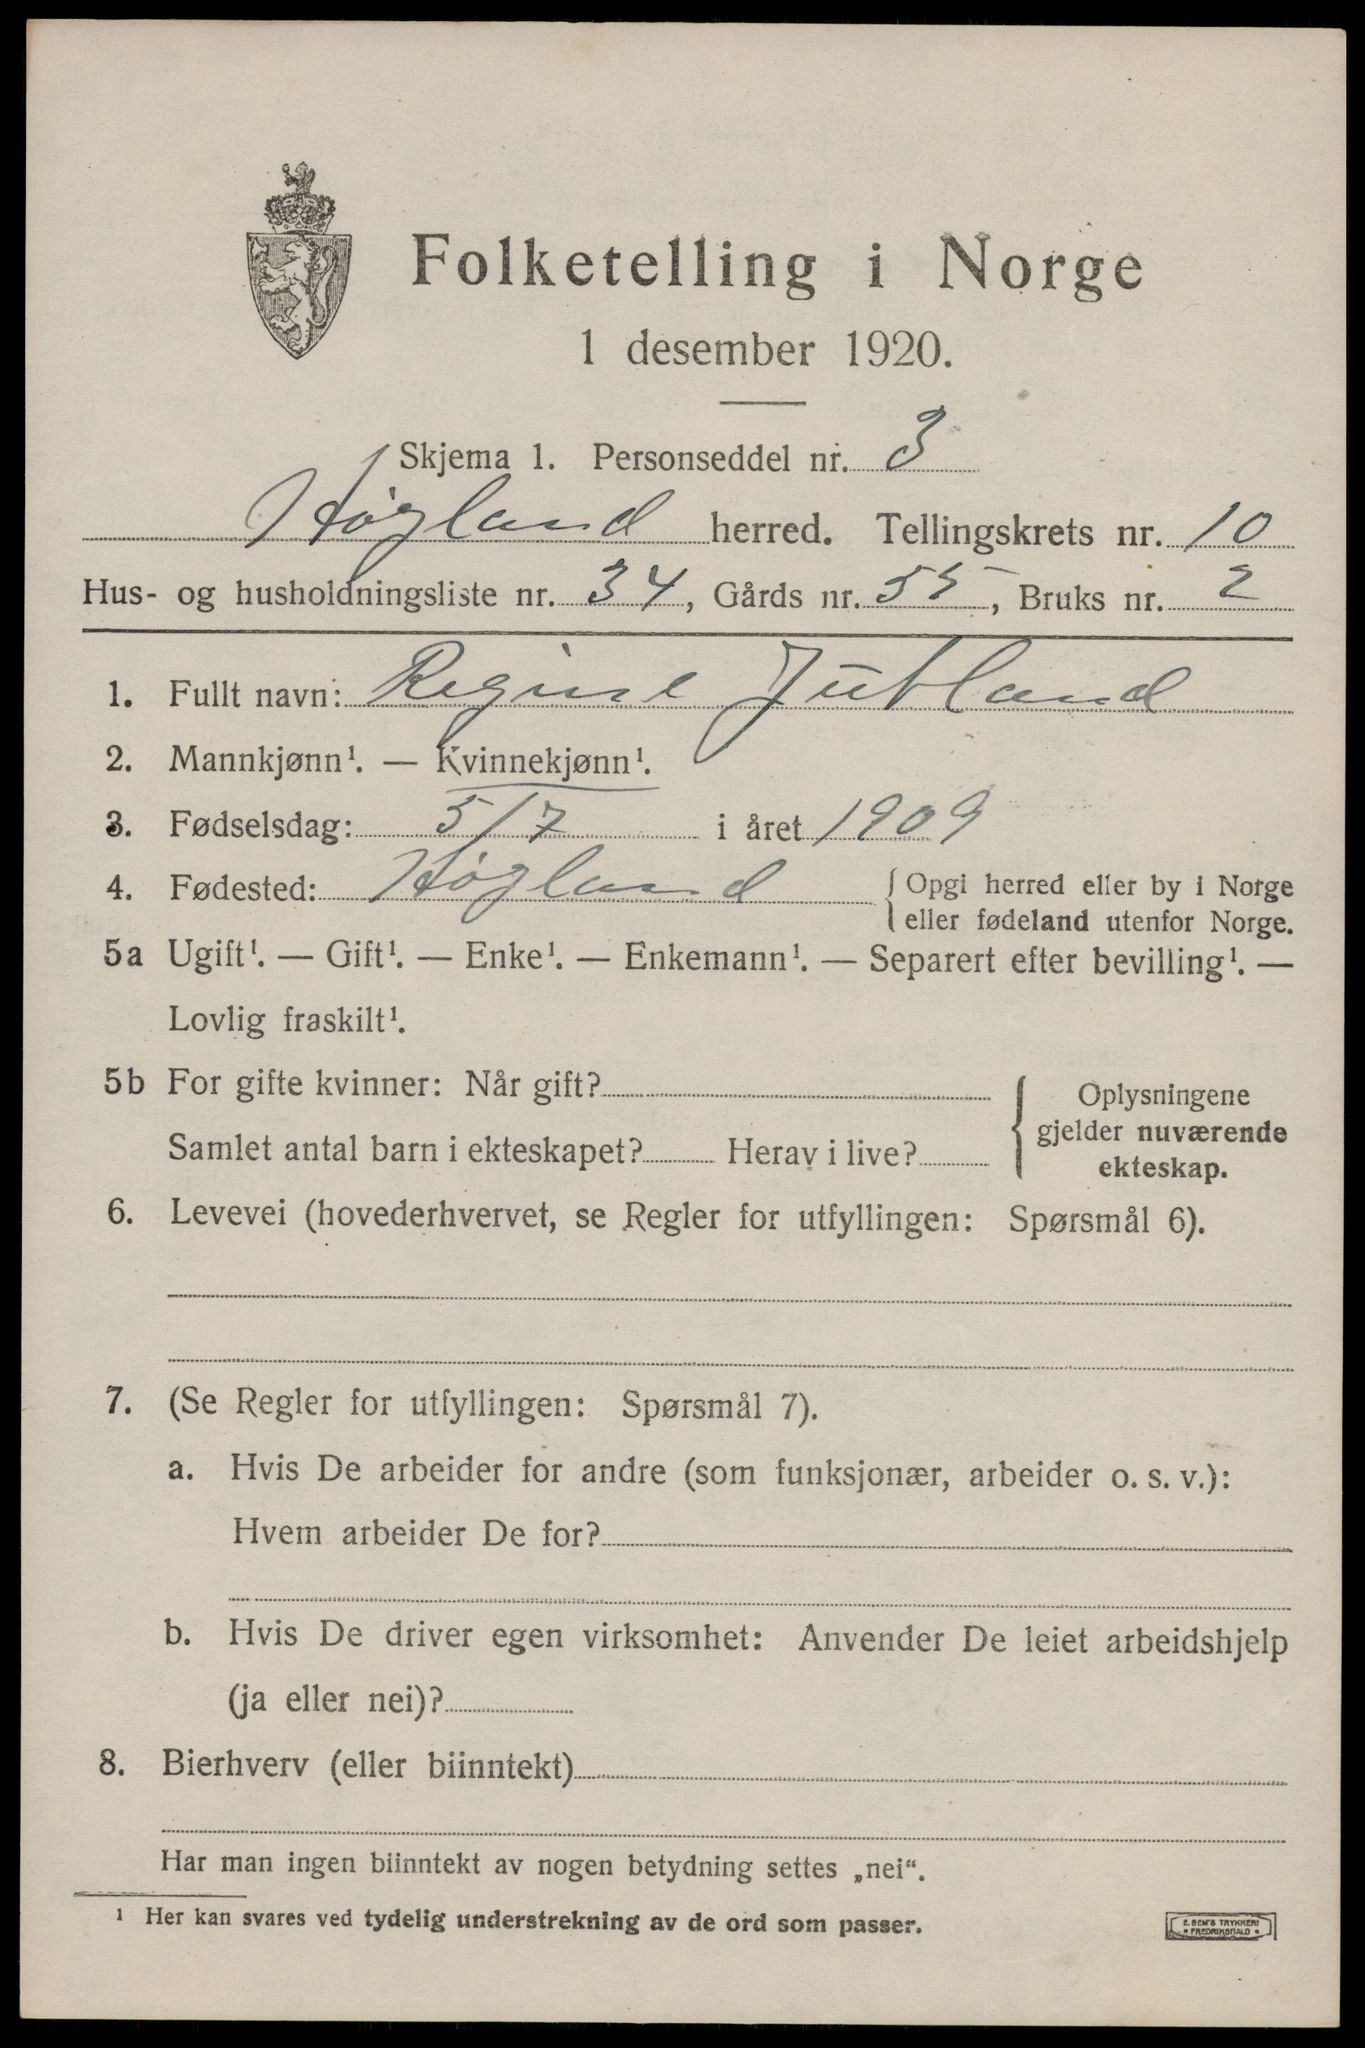 Folketelling i Norge
1 desember 1920.
Skjema 1. Personseddel nr. 3
Høgland herred. Tellingskrets nr. 10
Hus- og husholdningsliste nr. 34, Gårds nr. 55, Bruks nr. 2
1. Fullt navn: Regine Jutland
2. Mannkjønn¹. — Kvinnekjønn¹.
3. Fødselsdag: 5/7 i året 1909
4. Fødested: Høgland { Opgi herred eller by i Norge
eller fødeland utenfor Norge.
5a Ugift¹. — Gift¹. — Enke¹. — Enkemann¹. — Separert efter bevilling¹. —
Lovlig fraskilt¹.
5b For gifte kvinner: Når gift?
Samlet antal barn i ekteskapet? Herav i live?
{ Oplysningene
gjelder nuværende
ekteskap.
6. Levevei (hovederhvervet, se Regler for utfyllingen: Spørsmål 6).
7. (Se Regler for utfyllingen: Spørsmål 7).
a. Hvis De arbeider for andre (som funksjonær, arbeider o. s. v.):
Hvem arbeider De for?
b. Hvis De driver egen virksomhet: Anvender De leiet arbeidshjelp
(ja eller nei)?
8. Bierhverv (eller biinntekt)
Har man ingen biinntekt av nogen betydning settes „nei“.
¹ Her kan svares ved tydelig understrekning av de ord som passer.
E. SEM'S TRYKKERI
• FREDRIKSHALD •